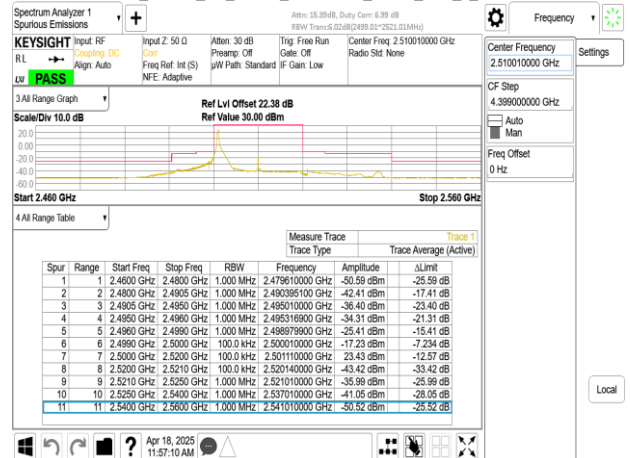 Spectrum Analyzer 1
Spurious Emissions
Attn: 15.39dB, Duty Corr: 6.99 dB
RBW Trans:6.02dB(2499.01~2521.01MHz)
Frequency
KEYSIGHT Input: RF Input Z: 50 Ω Atten: 30 dB Trig: Free Run Center Freq: 2.510010000 GHz
RL Coupling: DC Corr Preamp: Off Gate: Off Radio Std: None
Align: Auto Freq Ref: Int (S) µW Path: Standard IF Gain: Low
LXI PASS NFE: Adaptive
Center Frequency
2.510010000 GHz
Settings
CF Step
4.399000000 GHz
Auto
Man
Freq Offset
0 Hz
Local
3 All Range Graph
Ref Lvl Offset 22.38 dB
Scale/Div 10.0 dB Ref Value 30.00 dBm
20.0
0.00
-20.0
-40.0
-60.0
Start 2.460 GHz Stop 2.560 GHz
4 All Range Table
Measure Trace Trace 1
Trace Type Trace Average (Active)
Spur Range Start Freq Stop Freq RBW Frequency Amplitude ΔLimit
1 1 2.4600 GHz 2.4800 GHz 1.000 MHz 2.479610000 GHz -50.59 dBm -25.59 dB
2 2 2.4800 GHz 2.4905 GHz 1.000 MHz 2.490395100 GHz -42.41 dBm -17.41 dB
3 3 2.4905 GHz 2.4950 GHz 1.000 MHz 2.495010000 GHz -36.40 dBm -23.40 dB
4 4 2.4950 GHz 2.4960 GHz 1.000 MHz 2.495316900 GHz -34.31 dBm -21.31 dB
5 5 2.4960 GHz 2.4990 GHz 1.000 MHz 2.498979900 GHz -25.41 dBm -15.41 dB
6 6 2.4990 GHz 2.5000 GHz 100.0 kHz 2.500010000 GHz -17.23 dBm -7.234 dB
7 7 2.5000 GHz 2.5200 GHz 100.0 kHz 2.501110000 GHz 23.43 dBm -12.57 dB
8 8 2.5200 GHz 2.5210 GHz 100.0 kHz 2.520140000 GHz -43.42 dBm -33.42 dB
9 9 2.5210 GHz 2.5250 GHz 1.000 MHz 2.521010000 GHz -35.99 dBm -25.99 dB
10 10 2.5250 GHz 2.5400 GHz 1.000 MHz 2.537010000 GHz -41.05 dBm -28.05 dB
11 11 2.5400 GHz 2.5600 GHz 1.000 MHz 2.541010000 GHz -50.52 dBm -25.52 dB
Apr 18, 2025
11:57:10 AM